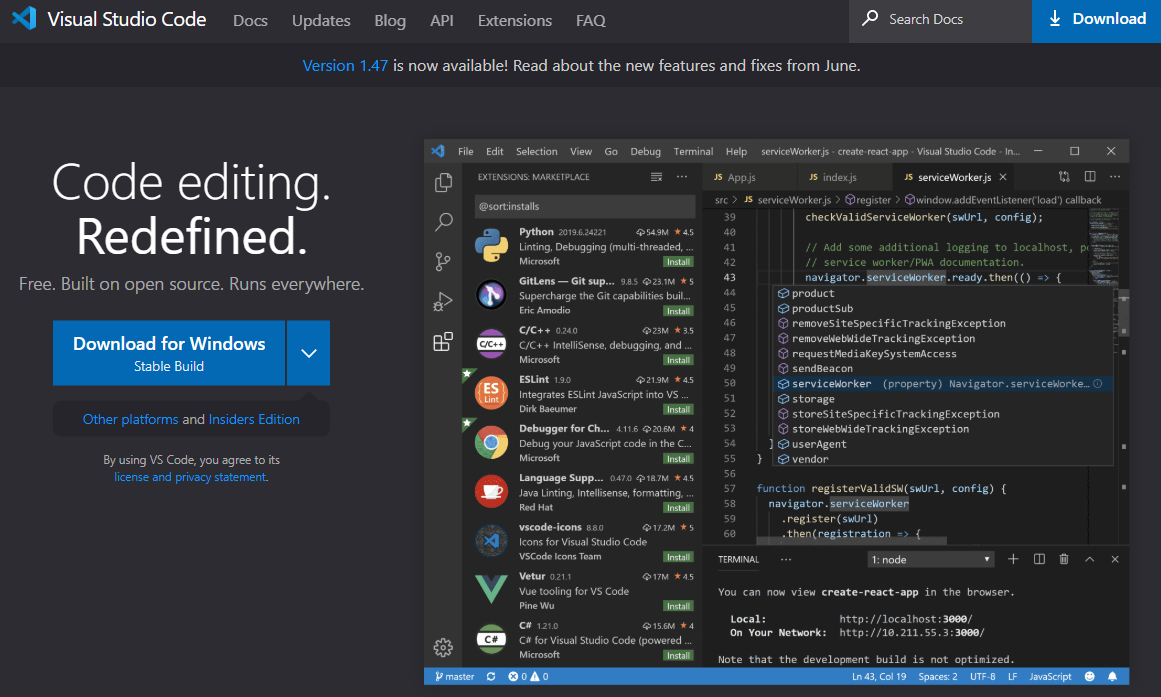 Visual Studio Code Docs Updates Blog API Extensions FAQ Search Docs Download
Version 1.47 is now available! Read about the new features and fixes from June.
Code editing.
Redefined.
Free. Built on open source. Runs everywhere.
Download for Windows
Stable Build
Other platforms and Insiders Edition
By using VS Code, you agree to its
license and privacy statement.
File Edit Selection View Go Debug Terminal Help serviceWorker.js - create-react-app - Visual Studio Code - In...
EXTENSIONS: MARKETPLACE
@sort:installs
Python 2019.6.24221 54.9M 4.5
Linting, Debugging (multi-threaded, ...
Microsoft Install
GitLens — Git sup... 9.8.5 23.1M 5
Supercharge the Git capabilities buil...
Eric Amodio Install
C/C++
C/C++ 0.24.0 23M 3.5
C/C++ IntelliSense, debugging, and ...
Microsoft Install
ES
Lint
ESLint 1.9.0 21.9M 4.5
Integrates ESLint JavaScript into VS ...
Dirk Baeumer Install
Debugger for Ch... 4.11.6 20.6M 4
Debug your JavaScript code in the C...
Microsoft Install
Language Supp... 0.47.0 18.7M 4.5
Java Linting, Intellisense, formatting, ...
Red Hat Install
vscode-icons 8.8.0 17.2M 5
Icons for Visual Studio Code
VSCode Icons Team Install
Vetur 0.21.1 17M 4.5
Vue tooling for VS Code
Pine Wu Install
C#
C# 1.21.0 15.6M 4
C# for Visual Studio Code (powered ...
Microsoft Install
JS App.js JS index.js JS serviceWorker.js
src > JS serviceWorker.js > register > window.addEventListener('load') callback
39 checkValidServiceWorker(swUrl, config);
40
41 // Add some additional logging to localhost, po
42 // service worker/PWA documentation.
43 navigator.serviceWorker.ready.then(() => {
44 product
45 productSub
46 removeSiteSpecificTrackingException
47 removeWebWideTrackingException
48 requestMediaKeySystemAccess
49 sendBeacon
50 serviceWorker (property) Navigator.serviceWorke...
51 storage
52 storeSiteSpecificTrackingException
53 storeWebWideTrackingException
54 } userAgent
55 } vendor
56
57 function registerValidSW(swUrl, config) {
58 navigator.serviceWorker
59 .register(swUrl)
60 .then(registration => {
TERMINAL ... 1: node
You can now view create-react-app in the browser.
Local: http://localhost:3000/
On Your Network: http://10.211.55.3:3000/
Note that the development build is not optimized.
master 0 0 Ln 43, Col 19 Spaces: 2 UTF-8 LF JavaScript